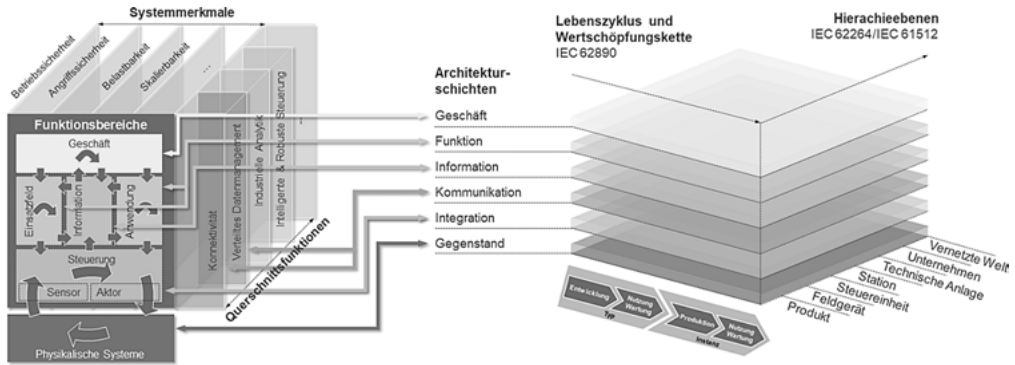 Systemmerkmale
Betriebssicherheit
Angriffssicherheit
Belastbarkeit
Skalierbarkeit
...
Funktionsbereiche
Geschäft
Einsatzfeld
Information
Anwendung
Steuerung
Sensor
Aktor
Physikalische Systeme
Konnektivität
Verteiltes Datenmanagement
Industrielle Analytik
Intelligente & Robuste Steuerung
...
Querschnittsfunktionen
Architektur-
schichten
Geschäft
Funktion
Information
Kommunikation
Integration
Gegenstand
Lebenszyklus und
Wertschöpfungskette
IEC 62890
Hierachieebenen
IEC 62264/IEC 61512
Vernetzte Welt
Unternehmen
Technische Anlage
Station
Steuereinheit
Feldgerät
Produkt
Entwicklung
Nutzung
Wartung
Typ
Produktion
Nutzung
Wartung
Instanz